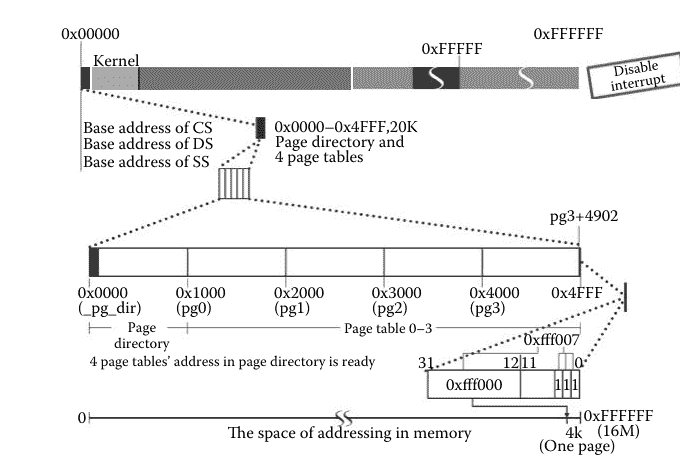 0x00000
0xFFFFFF
0xFFFFF
Kernel
Disable
interrupt
Base address of CS
Base address of DS
Base address of SS
0x0000–0x4FFF,20K
Page directory and
4 page tables
pg3+4902
0x0000
(_pg_dir)
0x1000
(pg0)
0x2000
(pg1)
0x3000
(pg2)
0x4000
(pg3)
0x4FFF
Page
directory
Page table 0–3
4 page tables' address in page directory is ready
0xfff007
31
12
11
0
0xfff000
111
0
The space of addressing in memory
4k
(One page)
0xFFFFFF
(16M)